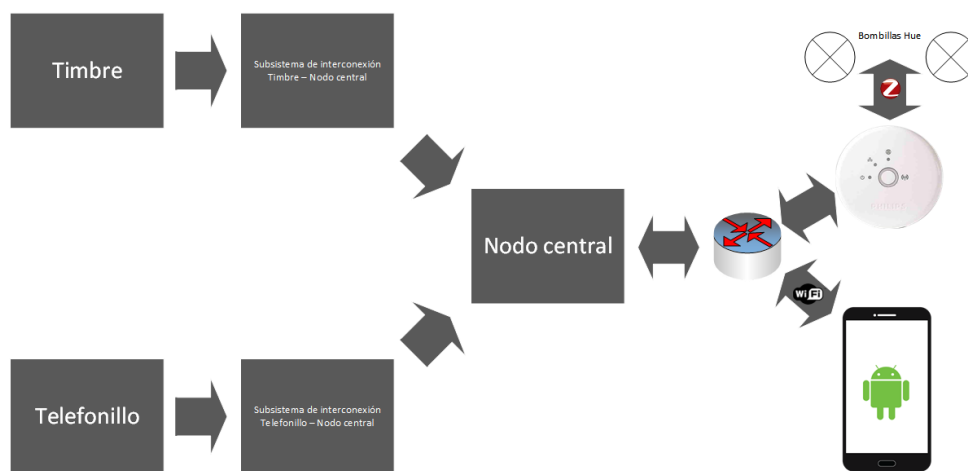 Timbre
Subsistema de interconexión
Timbre – Nodo central
Bombillas Hue
Z
Nodo central
WiFi
Telefonillo
Subsistema de interconexión
Telefonillo – Nodo central